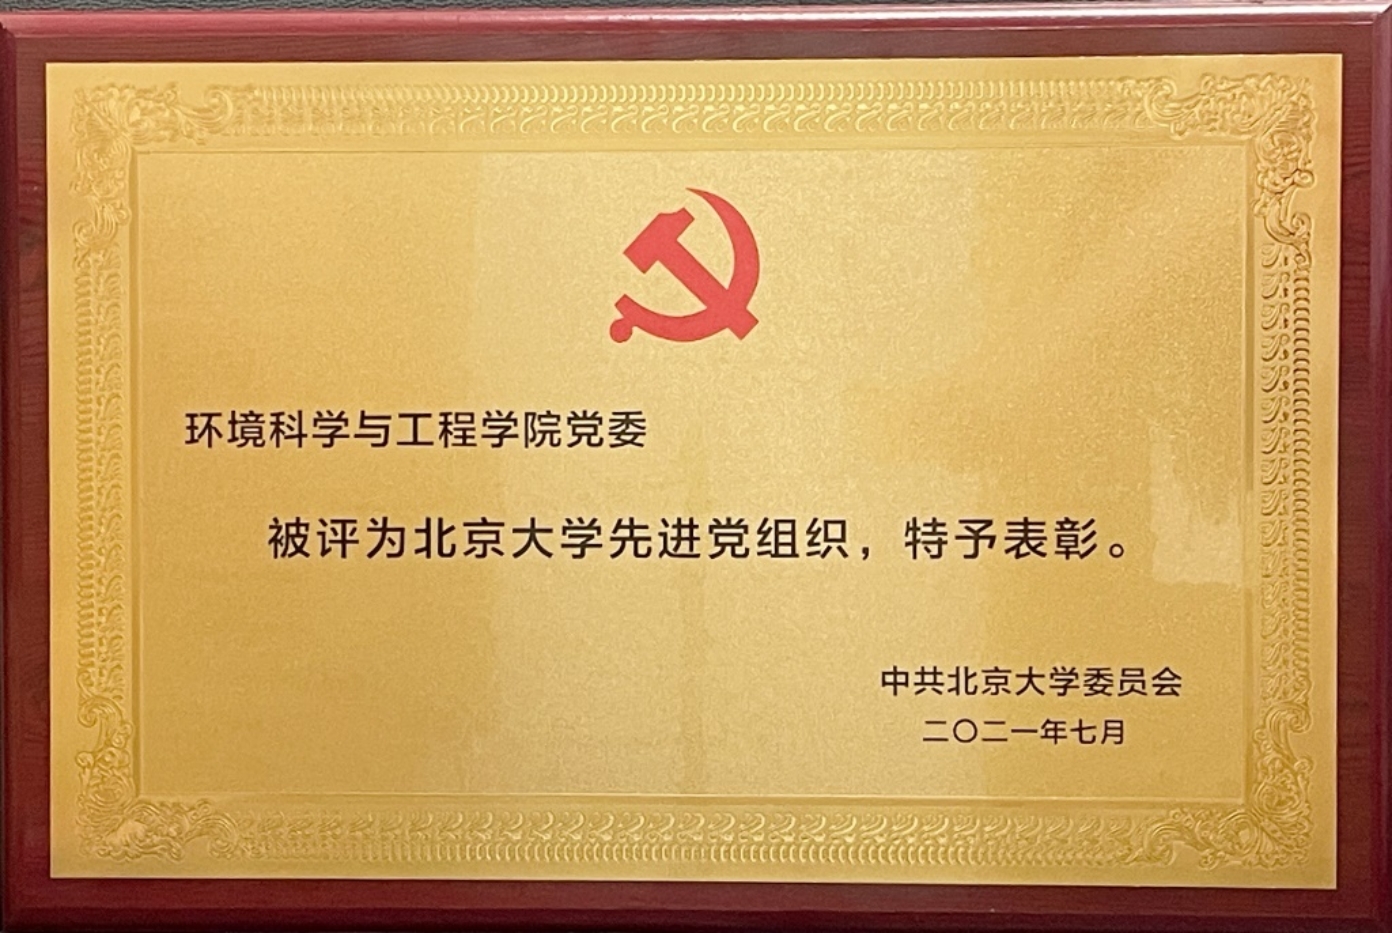 环境科学与工程学院党委
被评为北京大学先进党组织，特予表彰。
中共北京大学委员会
二〇二一年七月